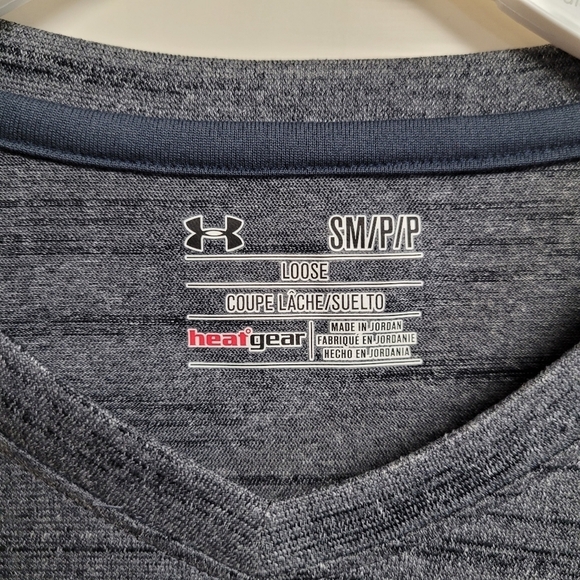 SM/P/P
LOOSE
COUPE LÂCHE/SUELTO
heatgear
MADE IN JORDAN
FABRIQUÉ EN JORDANIE
HECHO EN JORDANIA